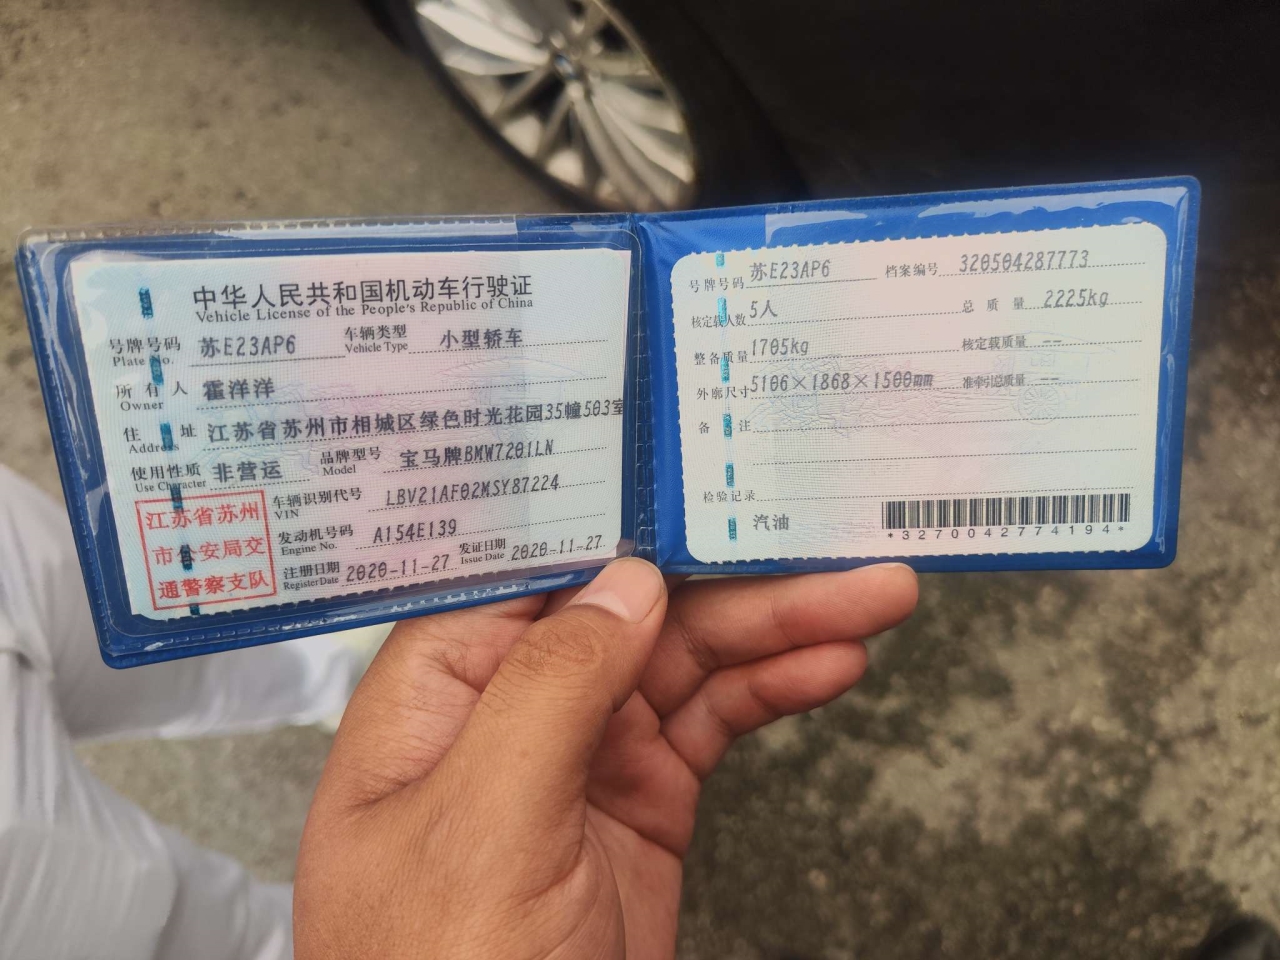 中华人民共和国机动车行驶证
Vehicle License of the People's Republic of China
号牌号码 苏E23AP6 车辆类型 小型轿车
Plate No. Vehicle Type
所有人 霍洋洋
Owner
住址 江苏省苏州市相城区绿色时光花园35幢503室
Address
使用性质 非营运 品牌型号 宝马牌BMW7201LN
Use Character Model
江苏省苏州
市公安局交
通警察支队
车辆识别代号 LBV21AF02MSY87224
VIN
发动机号码 A154E139
Engine No.
注册日期 2020-11-27 发证日期 2020-11-27
Register Date Issue Date
号牌号码 苏E23AP6 档案编号 320504287773
核定载人数 5人 总质量 2225kg
整备质量 1705kg 核定载质量 --
外廓尺寸 5106×1868×1500mm 准牵引总质量 --
备注
检验记录
汽油
*3270042774194*